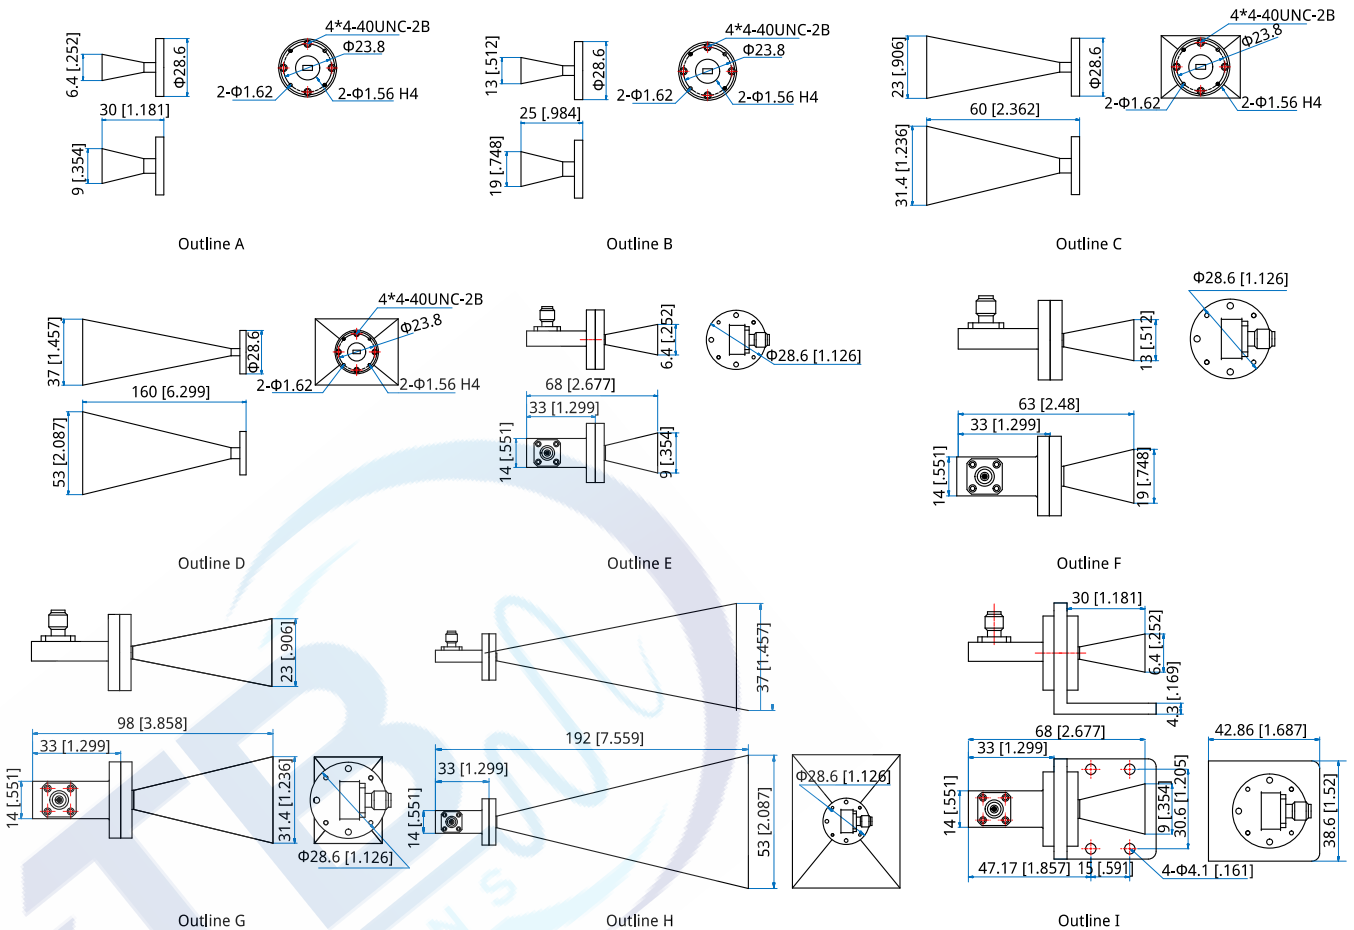 4*4-40UNC-2B
Φ23.8
6.4 [.252]
Φ28.6
2-Φ1.62
2-Φ1.56 H4
30 [1.181]
9 [.354]
Outline A
4*4-40UNC-2B
Φ23.8
13 [.512]
Φ28.6
2-Φ1.62
2-Φ1.56 H4
25 [.984]
19 [.748]
Outline B
4*4-40UNC-2B
Φ23.8
23 [.906]
Φ28.6
2-Φ1.62
2-Φ1.56 H4
60 [2.362]
31.4 [1.236]
Outline C
4*4-40UNC-2B
Φ23.8
37 [1.457]
Φ28.6
2-Φ1.62
2-Φ1.56 H4
160 [6.299]
53 [2.087]
Outline D
6.4 [.252]
Φ28.6 [1.126]
68 [2.677]
33 [1.299]
14 [.551]
9 [.354]
Outline E
Φ28.6 [1.126]
13 [.512]
63 [2.48]
33 [1.299]
14 [.551]
19 [.748]
Outline F
23 [.906]
98 [3.858]
33 [1.299]
14 [.551]
31.4 [1.236]
Φ28.6 [1.126]
Outline G
37 [1.457]
192 [7.559]
33 [1.299]
14 [.551]
53 [2.087]
Φ28.6 [1.126]
Outline H
30 [1.181]
6.4 [.252]
4.3 [.169]
68 [2.677]
33 [1.299]
14 [.551]
9 [.354]
30.6 [1.205]
47.17 [1.857]
15 [.591]
4-Φ4.1 [.161]
42.86 [1.687]
38.6 [1.52]
Outline I